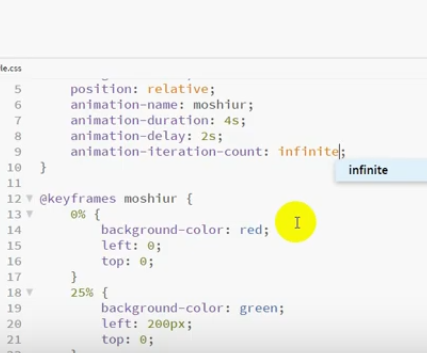 le.css
5 position: relative;
6 animation-name: moshiur;
7 animation-duration: 4s;
8 animation-delay: 2s;
9 animation-iteration-count: infinite;
infinite
10 }
11
12 @keyframes moshiur {
13 0% {
14 background-color: red;
15 left: 0;
16 top: 0;
17 }
18 25% {
19 background-color: green;
20 left: 200px;
21 top: 0;